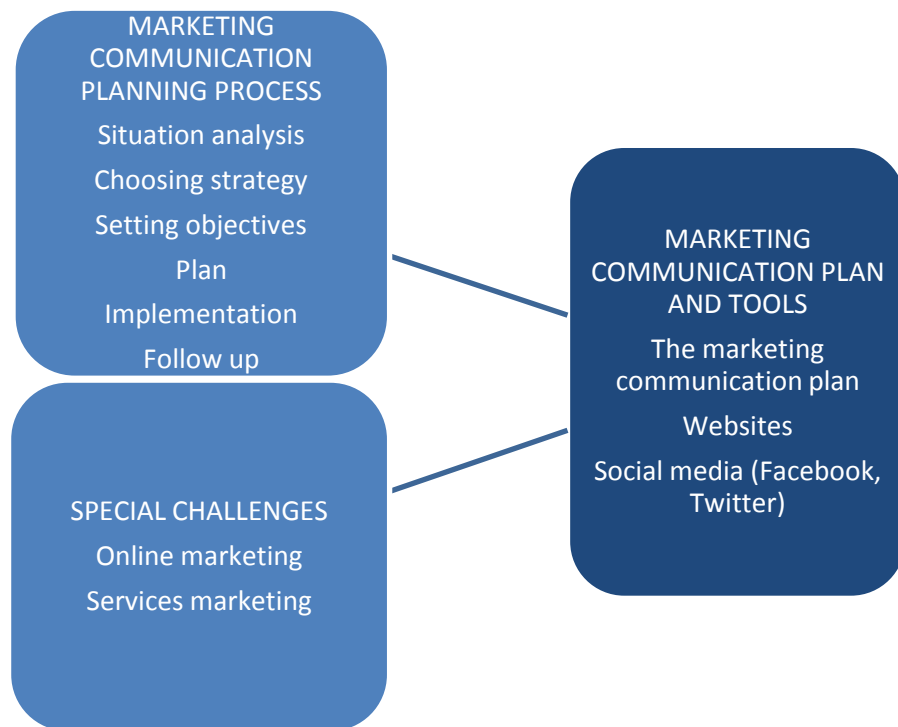 MARKETING
COMMUNICATION
PLANNING PROCESS
Situation analysis
Choosing strategy
Setting objectives
Plan
Implementation
Follow up
SPECIAL CHALLENGES
Online marketing
Services marketing
MARKETING
COMMUNICATION PLAN
AND TOOLS
The marketing
communication plan
Websites
Social media (Facebook,
Twitter)